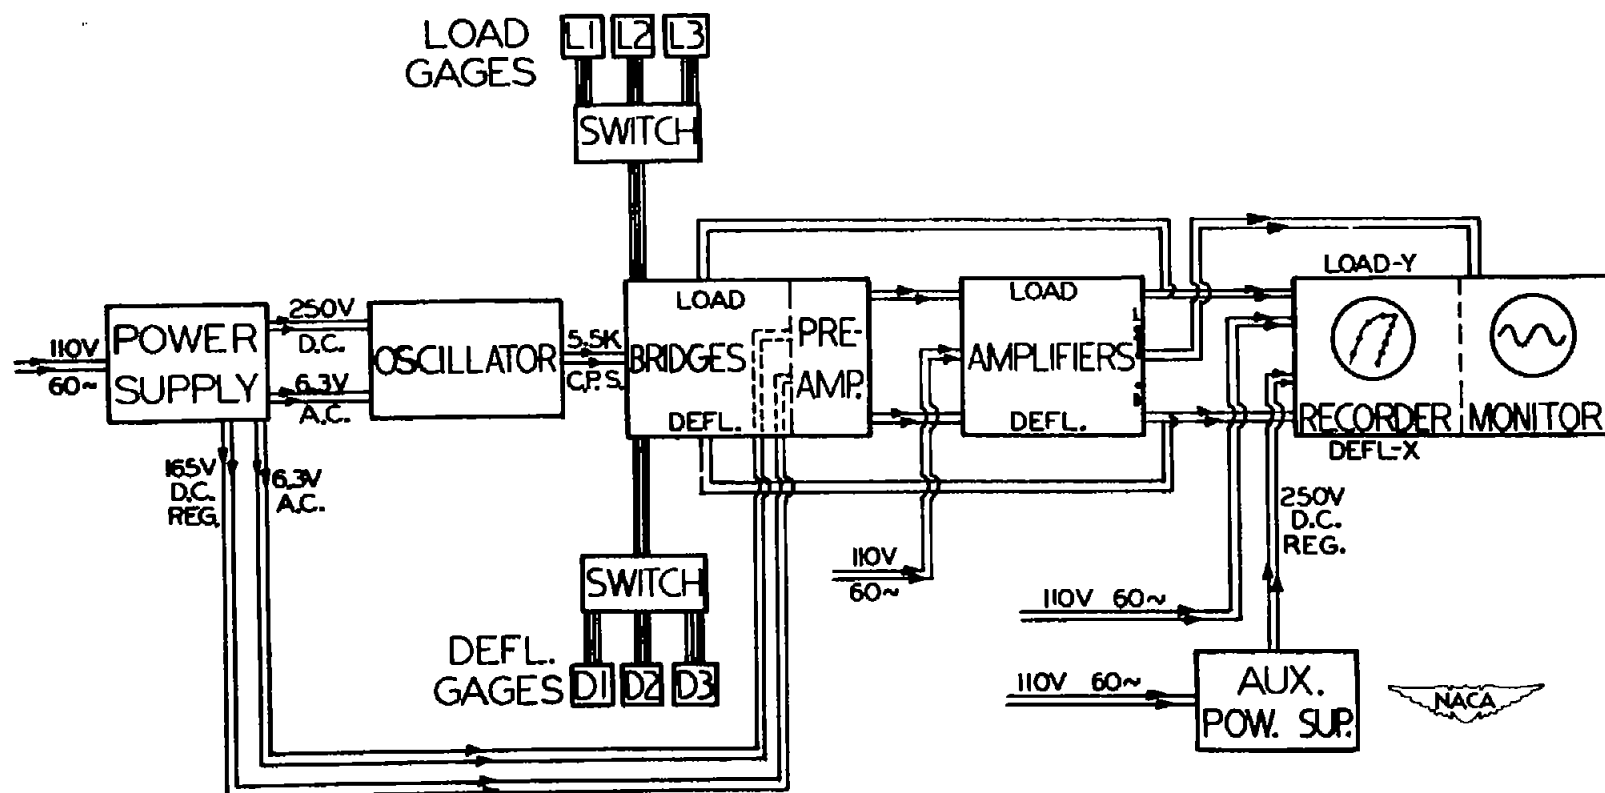 LOAD
GAGES
L1 L2 L3
SWITCH
LOAD-Y
110V
60~
POWER
SUPPLY
250V
D.C.
6.3V
A.C.
OSCILLATOR
5.5K
C.P.S.
LOAD
BRIDGES
DEFL.
PRE-
AMP.
LOAD
AMPLIFIERS
DEFL.
RECORDER
MONITOR
DEFL-X
165V
D.C.
REG.
6.3V
A.C.
250V
D.C.
REG.
110V
60~
SWITCH
DEFL.
GAGES
D1 D2 D3
110V 60~
110V 60~
AUX.
POW. SUP.
NACA